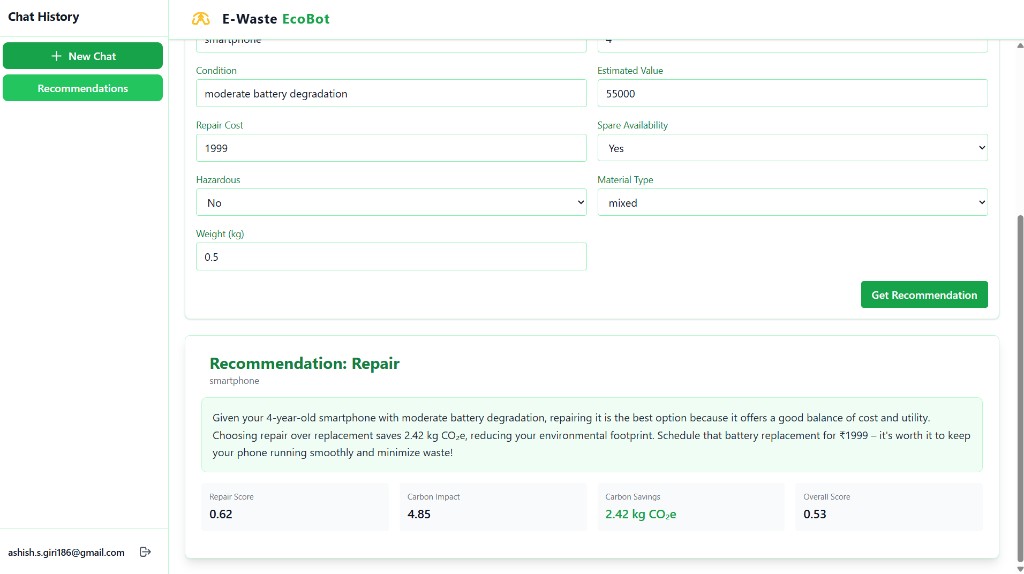 Chat History
E-Waste EcoBot
New Chat
Recommendations
smartphone
4
Condition
Estimated Value
moderate battery degradation
55000
Repair Cost
Spare Availability
1999
Yes
Hazardous
Material Type
No
mixed
Weight (kg)
0.5
Get Recommendation
Recommendation: Repair
smartphone
Given your 4-year-old smartphone with moderate battery degradation, repairing it is the best option because it offers a good balance of cost and utility.
Choosing repair over replacement saves 2.42 kg CO₂e, reducing your environmental footprint. Schedule that battery replacement for ₹1999 – it's worth it to keep
your phone running smoothly and minimize waste!
Repair Score
Carbon Impact
Carbon Savings
Overall Score
0.62
4.85
2.42 kg CO₂e
0.53
ashish.s.giri186@gmail.com